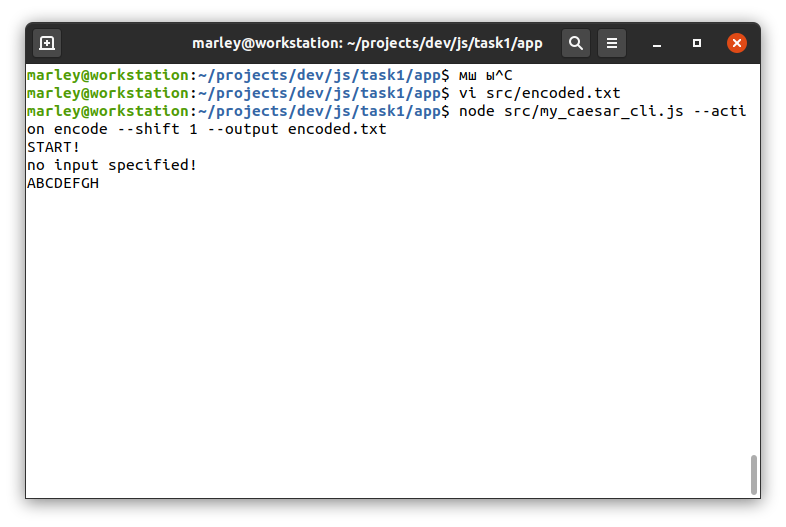 marley@workstation: ~/projects/dev/js/task1/app
marley@workstation:~/projects/dev/js/task1/app$ мш ы^C
marley@workstation:~/projects/dev/js/task1/app$ vi src/encoded.txt
marley@workstation:~/projects/dev/js/task1/app$ node src/my_caesar_cli.js --acti
on encode --shift 1 --output encoded.txt
START!
no input specified!
ABCDEFGH